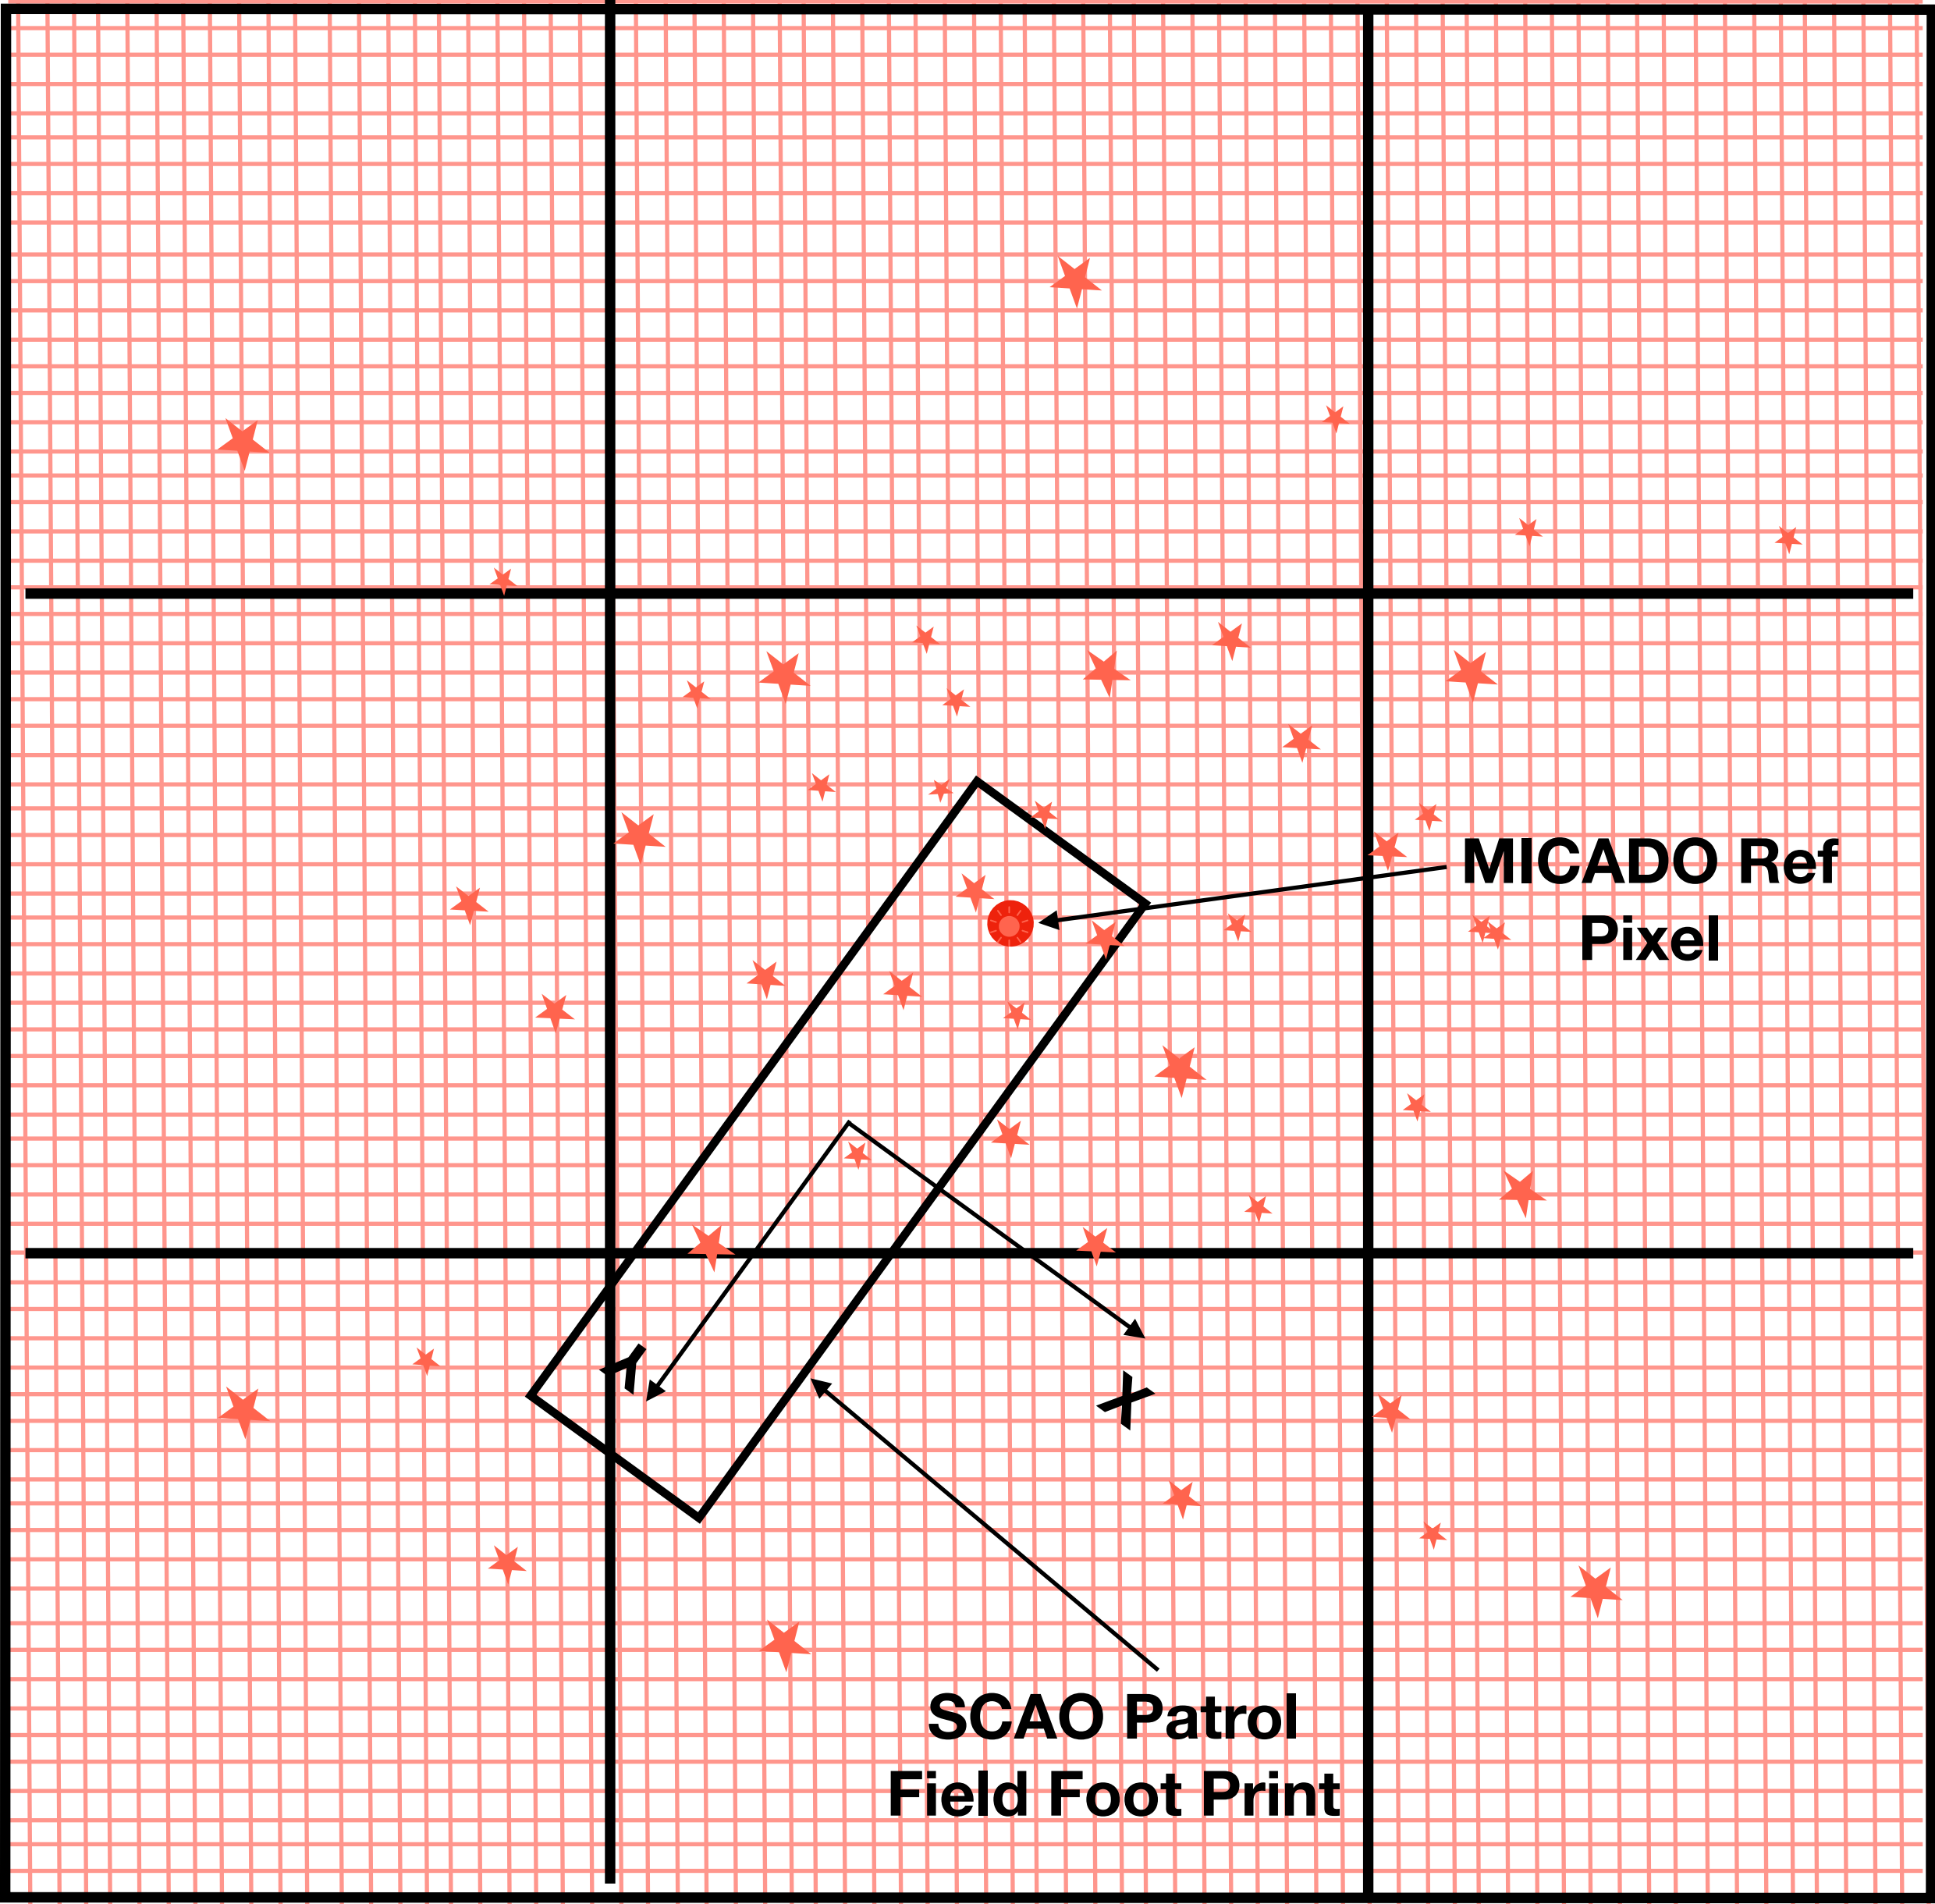 MICADO Ref
Pixel
Y
X
SCAO Patrol
Field Foot Print